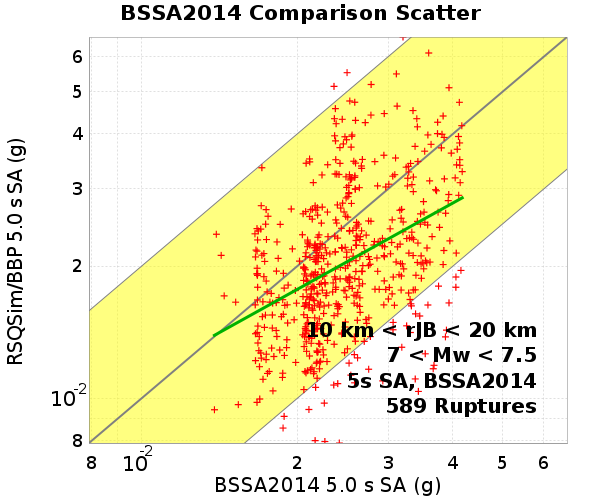 BSSA2014 Comparison Scatter
RSQSim/BBP 5.0 s SA (g)
6
5
4
3
2
10⁻²
8
10 km < rJB < 20 km
7 < Mw < 7.5
5s SA, BSSA2014
589 Ruptures
8 10⁻² 2 3 4 5 6
BSSA2014 5.0 s SA (g)